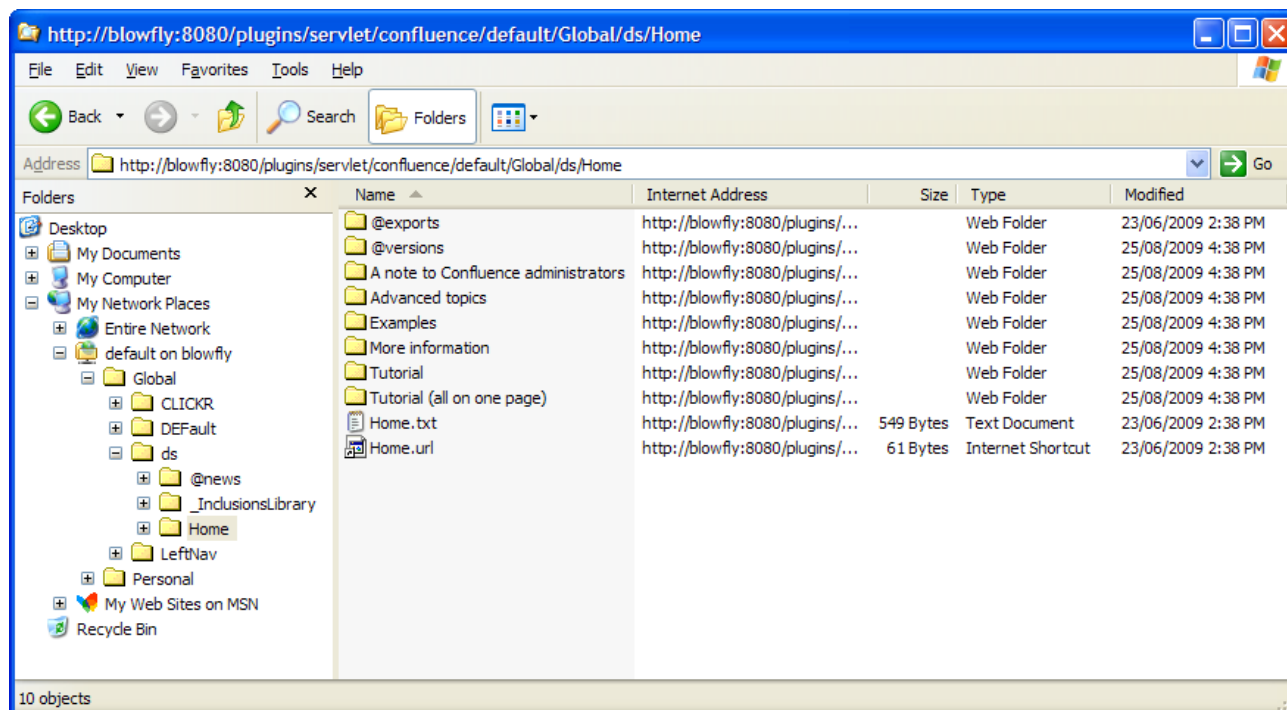 http://blowfly:8080/plugins/servlet/confluence/default/Global/ds/Home
File Edit View Favorites Tools Help
Back Search Folders
Address http://blowfly:8080/plugins/servlet/confluence/default/Global/ds/Home Go
Folders X
Desktop
My Documents
My Computer
My Network Places
Entire Network
default on blowfly
Global
CLICKR
DEFault
ds
@news
_InclusionsLibrary
Home
LeftNav
Personal
My Web Sites on MSN
Recycle Bin
Name Internet Address Size Type Modified
@exports http://blowfly:8080/plugins/... Web Folder 23/06/2009 2:38 PM
@versions http://blowfly:8080/plugins/... Web Folder 25/08/2009 4:38 PM
A note to Confluence administrators http://blowfly:8080/plugins/... Web Folder 25/08/2009 4:38 PM
Advanced topics http://blowfly:8080/plugins/... Web Folder 25/08/2009 4:38 PM
Examples http://blowfly:8080/plugins/... Web Folder 25/08/2009 4:38 PM
More information http://blowfly:8080/plugins/... Web Folder 25/08/2009 4:38 PM
Tutorial http://blowfly:8080/plugins/... Web Folder 25/08/2009 4:38 PM
Tutorial (all on one page) http://blowfly:8080/plugins/... Web Folder 25/08/2009 4:38 PM
Home.txt http://blowfly:8080/plugins/... 549 Bytes Text Document 23/06/2009 2:38 PM
Home.url http://blowfly:8080/plugins/... 61 Bytes Internet Shortcut 23/06/2009 2:38 PM
10 objects